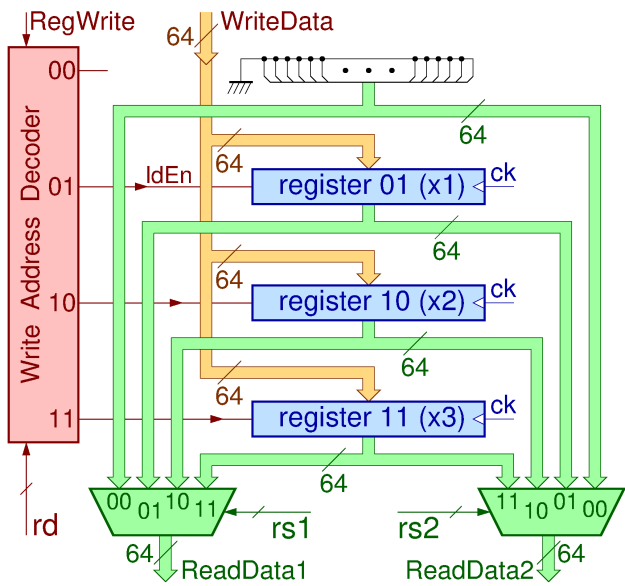 RegWrite
WriteData
64
00
64
64
Write Address Decoder
01
ldEn
register 01 (x1)
ck
64
64
10
register 10 (x2)
ck
64
64
11
register 11 (x3)
ck
64
00 01 10 11
11 10 01 00
rd
rs1
rs2
64
ReadData1
64
ReadData2